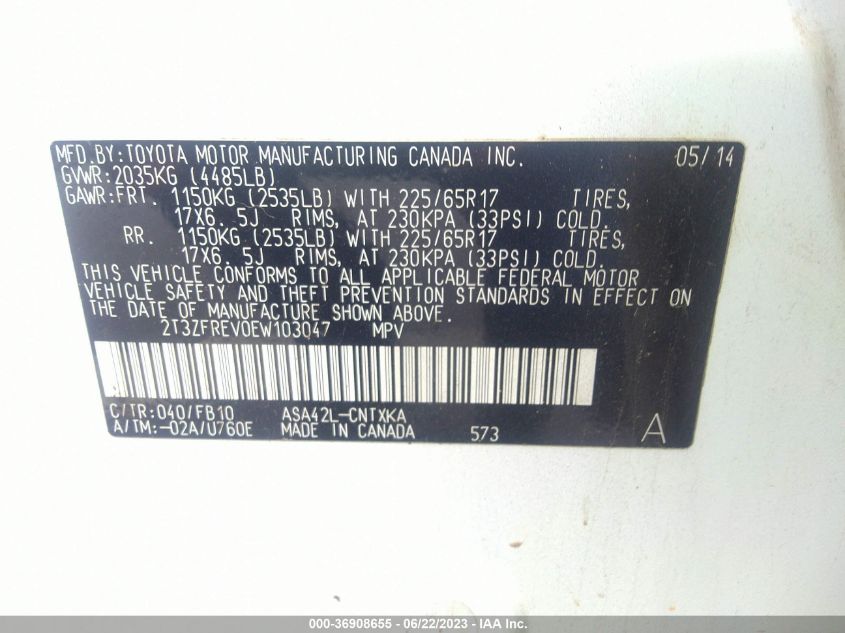 MFD.BY:TOYOTA MOTOR MANUFACTURING CANADA INC. 05/14
GVWR:2035KG (4485LB)
GAWR:FRT. 1150KG (2535LB) WITH 225/65R17 TIRES,
17X6. 5J RIMS, AT 230KPA (33PSI) COLD.
RR. 1150KG (2535LB) WITH 225/65R17 TIRES,
17X6. 5J RIMS, AT 230KPA (33PSI) COLD.
THIS VEHICLE CONFORMS TO ALL APPLICABLE FEDERAL MOTOR
VEHICLE SAFETY AND THEFT PREVENTION STANDARDS IN EFFECT ON
THE DATE OF MANUFACTURE SHOWN ABOVE.
2T3ZFREV0EW103047 MPV
C/TR:040/FB10 ASA42L-CNTXKA
A/TM:-02A/U760E MADE IN CANADA 573 A
000-36908655 - 06/22/2023 - IAA Inc.